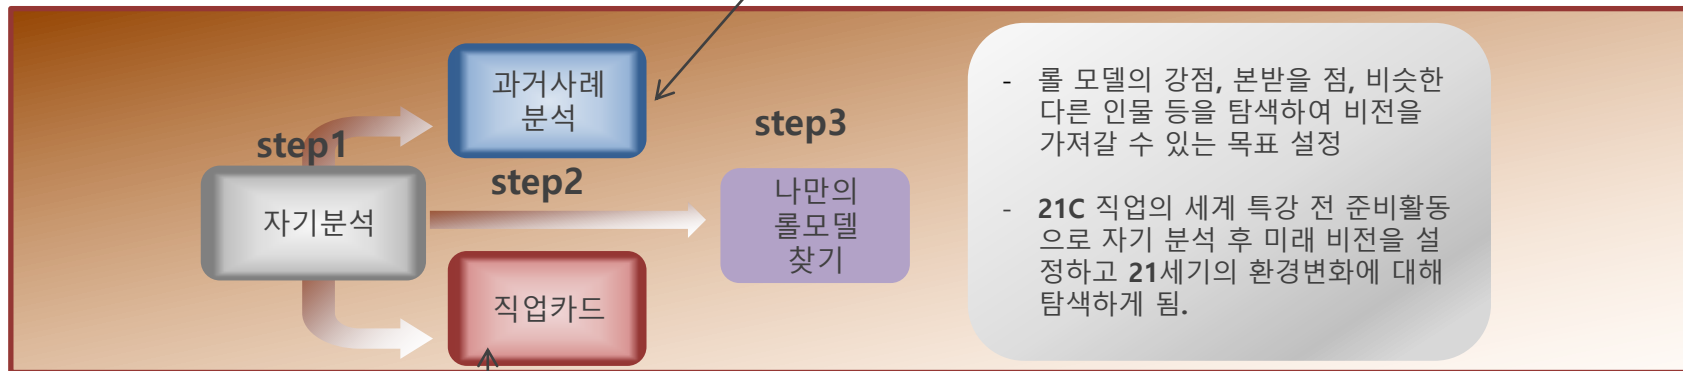 step1
자기분석
step2
과거사례
분석
직업카드
step3
나만의
롤모델
찾기
- 롤 모델의 강점, 본받을 점, 비슷한
다른 인물 등을 탐색하여 비전을
가져갈 수 있는 목표 설정
- 21C 직업의 세계 특강 전 준비활동
으로 자기 분석 후 미래 비전을 설
정하고 21세기의 환경변화에 대해
탐색하게 됨.